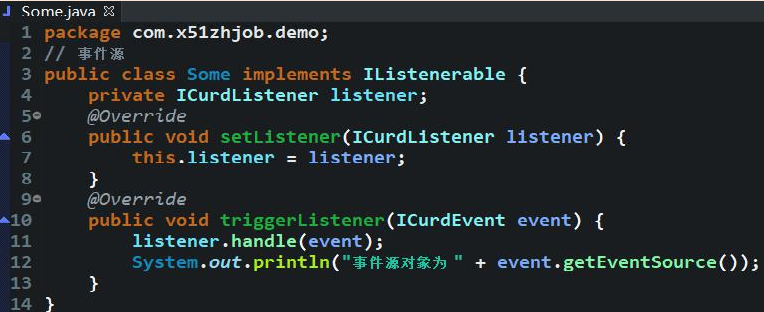 Some.java
1 package com.x51zhjob.demo;
2 // 事件源
3 public class Some implements IListenerable {
4     private ICurdListener listener;
5     @Override
6     public void setListener(ICurdListener listener) {
7         this.listener = listener;
8     }
9     @Override
10     public void triggerListener(ICurdEvent event) {
11         listener.handle(event);
12         System.out.println("事件源对象为 " + event.getEventSource());
13     }
14 }